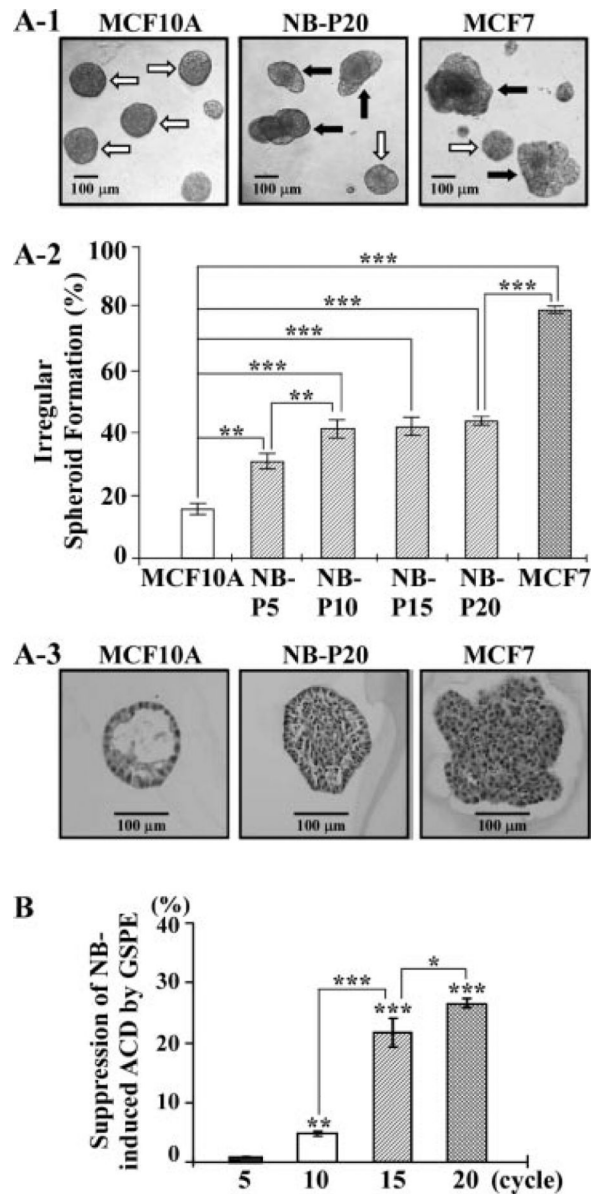 A-1 MCF10A NB-P20 MCF7
100 µm 100 µm 100 µm
A-2
Irregular
Spheroid Formation (%)
100
80
60
40
20
0
***
***
***
***
***
**
**
MCF10A NB-P5 NB-P10 NB-P15 NB-P20 MCF7
A-3 MCF10A NB-P20 MCF7
100 µm 100 µm 100 µm
B
(%)
Suppression of NB-
induced ACD by GSPE
40
30
20
10
0
*** *
** *** ***
5 10 15 20 (cycle)